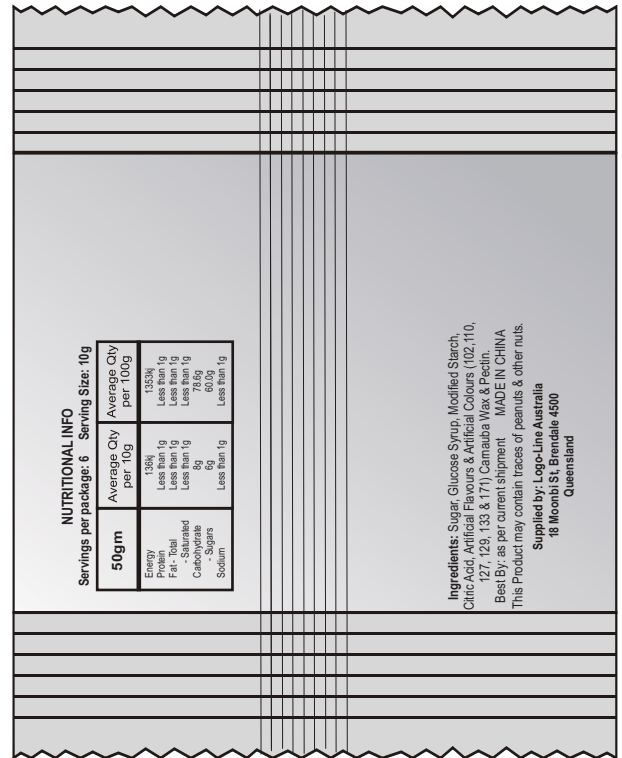 NUTRITIONAL INFO
Servings per package: 6 Serving Size: 10g
50gm Average Qty per 10g Average Qty per 100g
Energy 136kj 1353kj
Protein Less than 1g Less than 1g
Fat - Total Less than 1g Less than 1g
- Saturated Less than 1g Less than 1g
Carbohydrate 8g 78.6g
- Sugars 6g 60.0g
Sodium Less than 1g Less than 1g
Ingredients: Sugar, Glucose Syrup, Modified Starch,
Citric Acid, Artificial Flavours & Artificial Colours (102,110,
127, 129, 133 & 171) Carnauba Wax & Pectin.
Best By: as per current shipment MADE IN CHINA
This Product may contain traces of peanuts & other nuts.
Supplied by: Logo-Line Australia
18 Moonbi St, Brendale 4500
Queensland